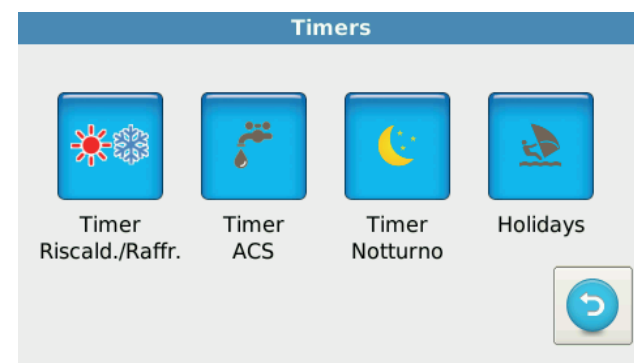 Timers
Timer
Riscald./Raffr.
Timer
ACS
Timer
Notturno
Holidays